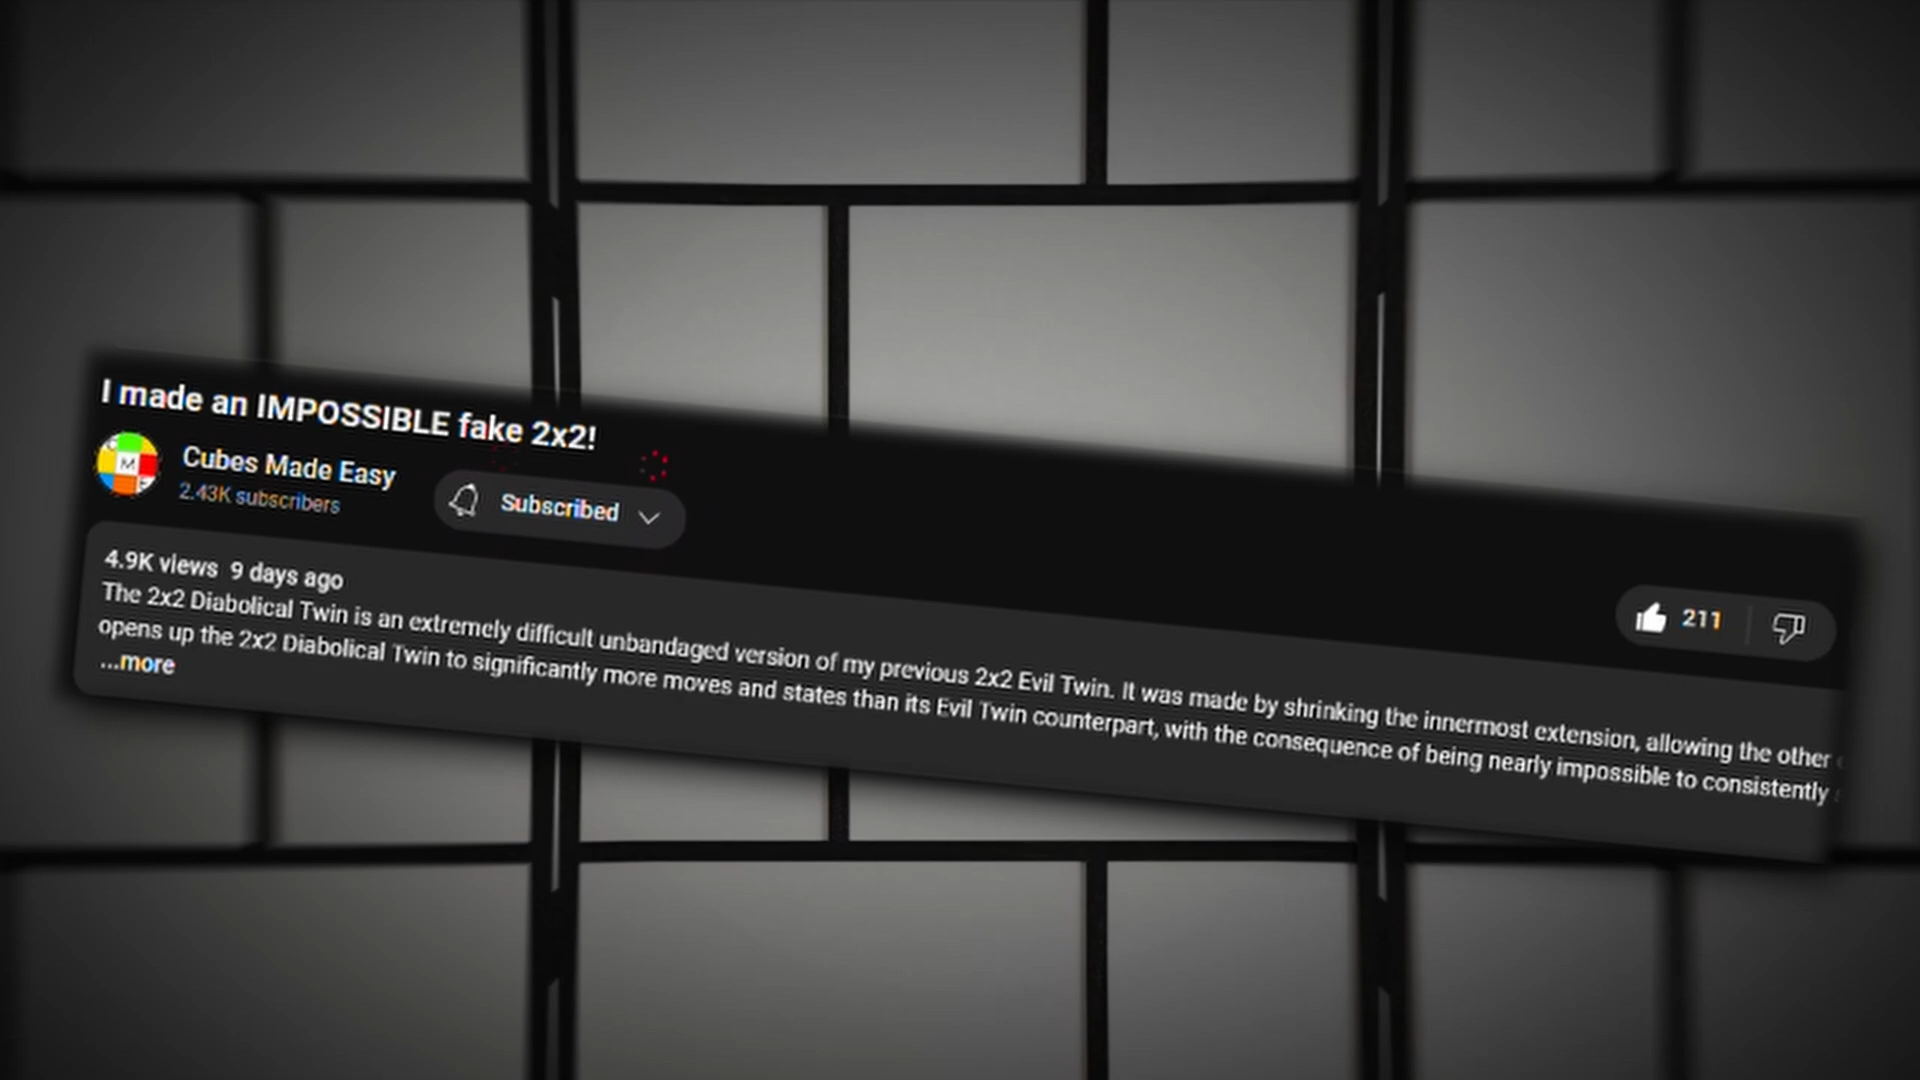 I made an IMPOSSIBLE fake 2x2!
Cubes Made Easy
2.43K subscribers
Subscribed
211
4.9K views 9 days ago
The 2x2 Diabolical Twin is an extremely difficult unbandaged version of my previous 2x2 Evil Twin. It was made by shrinking the innermost extension, allowing the other
opens up the 2x2 Diabolical Twin to significantly more moves and states than its Evil Twin counterpart, with the consequence of being nearly impossible to consistently
...more